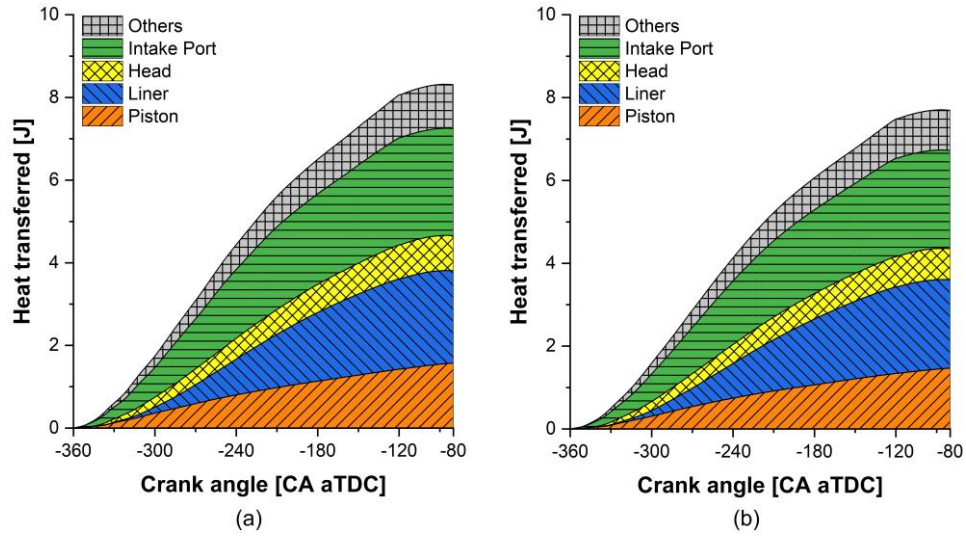 10
8
6
4
2
0
Heat transferred [J]
Others
Intake Port
Head
Liner
Piston
-360
-300
-240
-180
-120
-80
Crank angle [CA aTDC]
(a)
10
8
6
4
2
0
Heat transferred [J]
Others
Intake Port
Head
Liner
Piston
-360
-300
-240
-180
-120
-80
Crank angle [CA aTDC]
(b)